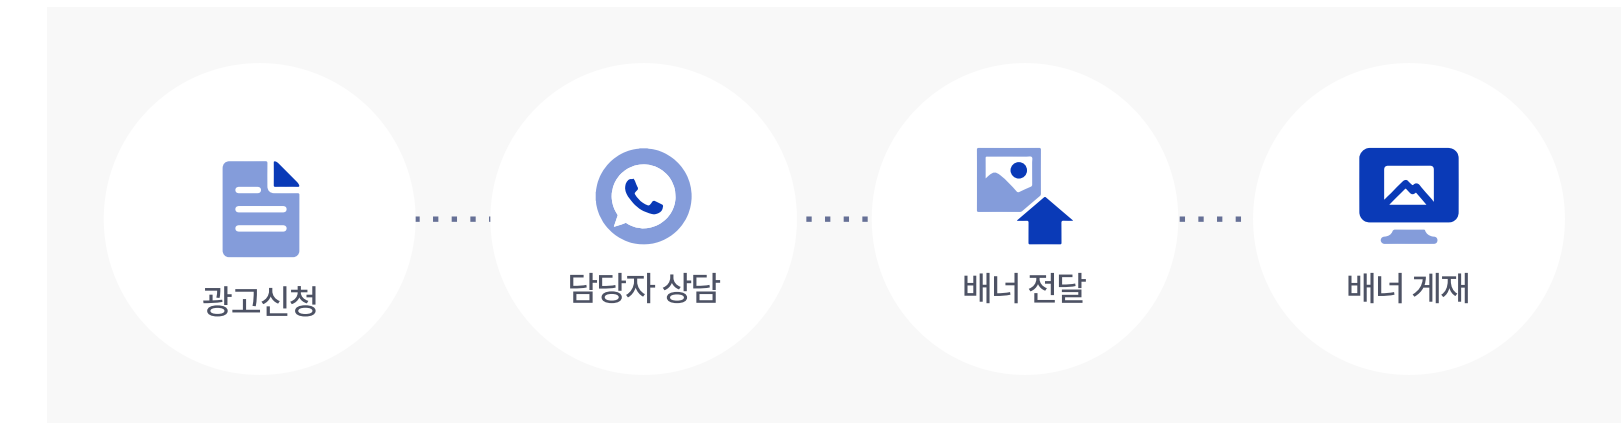 광고신청
담당자 상담
배너 전달
배너 게재